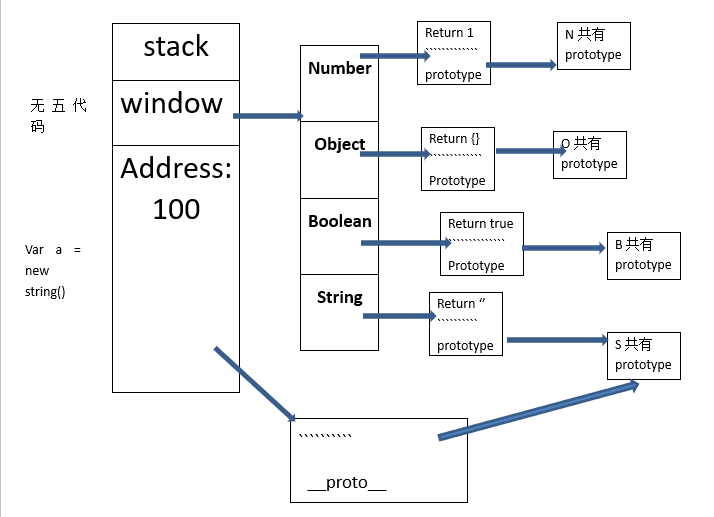 stack
window
Address:
100
无五代
码
Var a =
new
string()
Number
Object
Boolean
String
Return 1
`````````````
prototype
Return {}
`````````````
Prototype
Return true
``````````````
Prototype
Return ‘’
``````````
prototype
N 共有
prototype
O 共有
prototype
B 共有
prototype
S 共有
prototype
``````````
__proto__